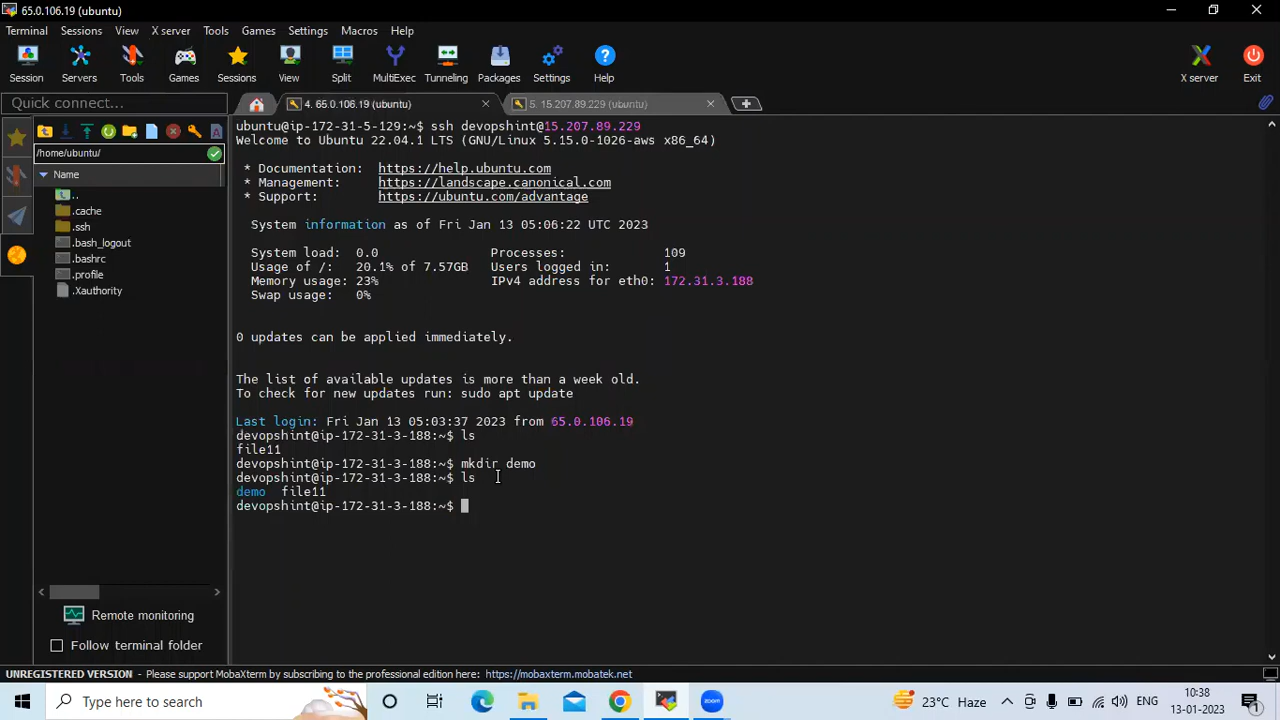 65.0.106.19 (ubuntu)
Terminal Sessions View X server Tools Games Settings Macros Help
Session Servers Tools Games Sessions View Split MultiExec Tunneling Packages Settings Help X server Exit
Quick connect...
4. 65.0.106.19 (ubuntu)
5. 15.207.89.229 (ubuntu)
/home/ubuntu/
Name
..
.cache
.ssh
.bash_logout
.bashrc
.profile
.Xauthority
Remote monitoring
Follow terminal folder
ubuntu@ip-172-31-5-129:~$ ssh devopshint@15.207.89.229
Welcome to Ubuntu 22.04.1 LTS (GNU/Linux 5.15.0-1026-aws x86_64)
* Documentation: https://help.ubuntu.com
* Management: https://landscape.canonical.com
* Support: https://ubuntu.com/advantage
System information as of Fri Jan 13 05:06:22 UTC 2023
System load: 0.0 Processes: 109
Usage of /: 20.1% of 7.57GB Users logged in: 1
Memory usage: 23% IPv4 address for eth0: 172.31.3.188
Swap usage: 0%
0 updates can be applied immediately.
The list of available updates is more than a week old.
To check for new updates run: sudo apt update
Last login: Fri Jan 13 05:03:37 2023 from 65.0.106.19
devopshint@ip-172-31-3-188:~$ ls
file11
devopshint@ip-172-31-3-188:~$ mkdir demo
devopshint@ip-172-31-3-188:~$ ls
demo file11
devopshint@ip-172-31-3-188:~$
UNREGISTERED VERSION - Please support MobaXterm by subscribing to the professional edition here: https://mobaxterm.mobatek.net
Type here to search
zoom
23°C Haze
ENG
10:38
13-01-2023
1